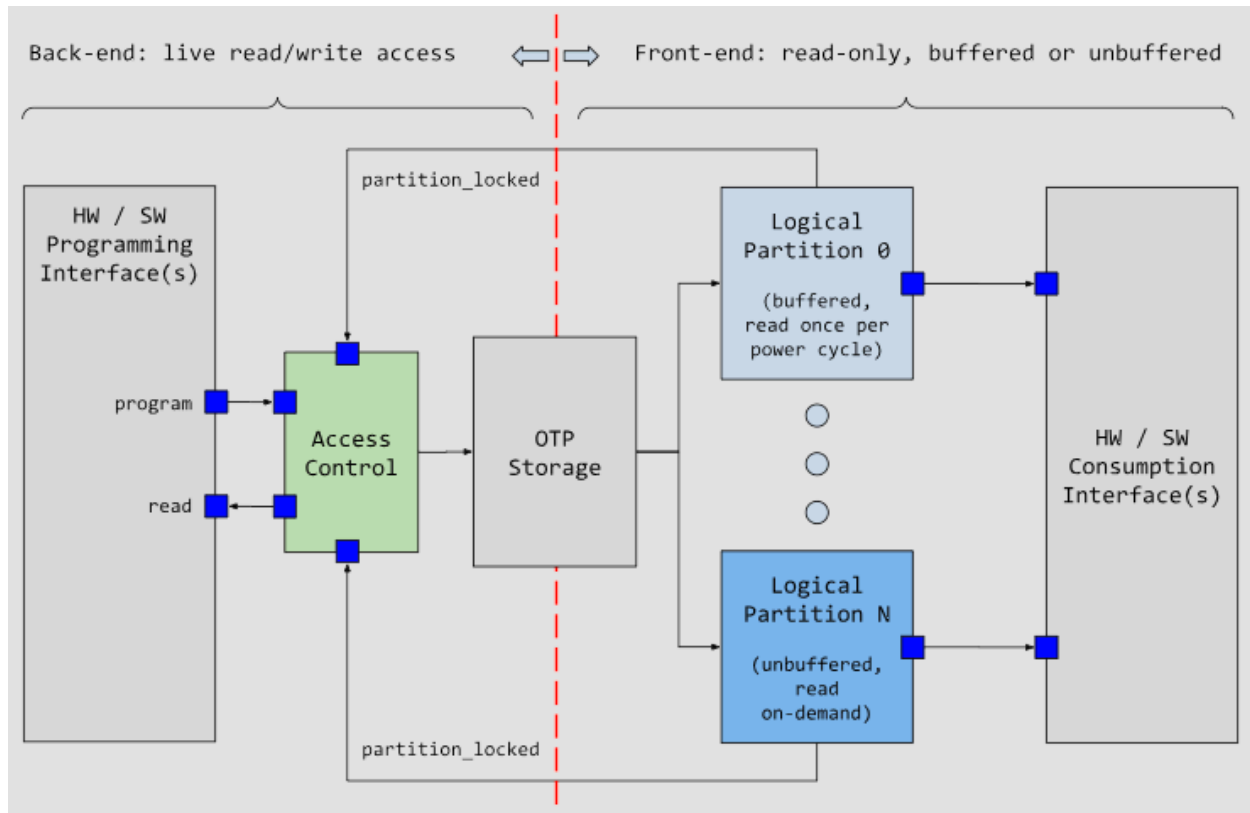 Back-end: live read/write access
Front-end: read-only, buffered or unbuffered
partition_locked
HW / SW
Programming
Interface(s)
program
read
Access
Control
OTP
Storage
Logical
Partition 0
(buffered,
read once per
power cycle)
Logical
Partition N
(unbuffered,
read
on-demand)
HW / SW
Consumption
Interface(s)
partition_locked